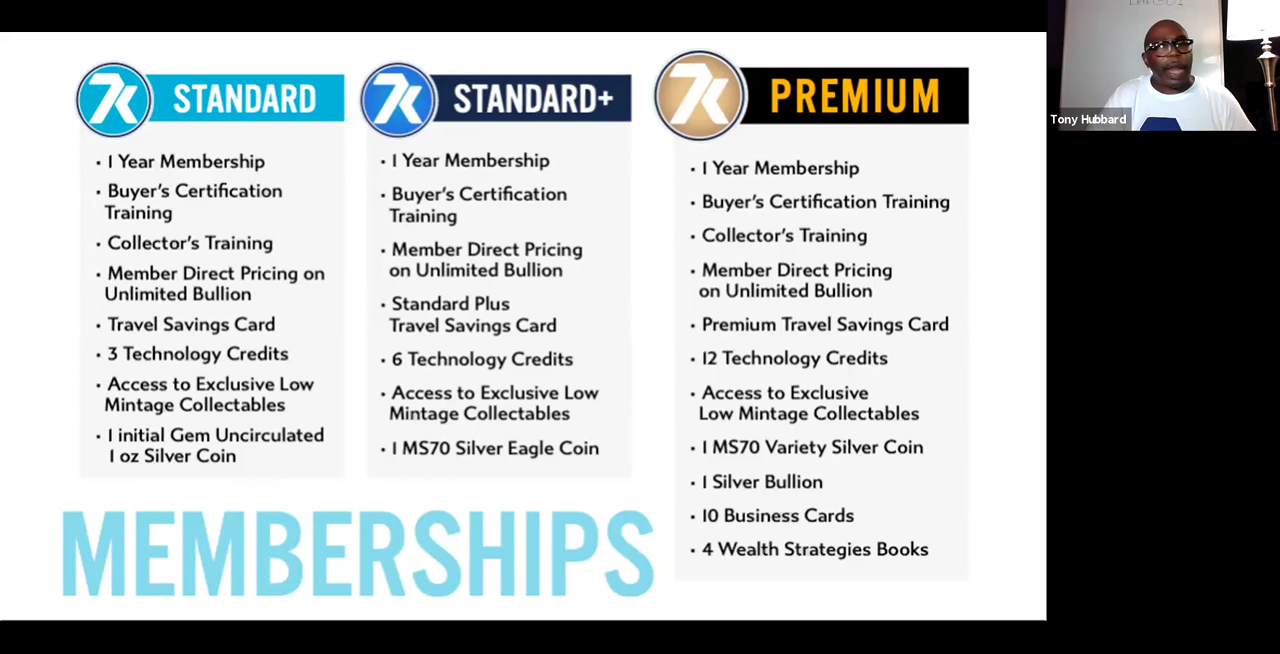 7k STANDARD
• 1 Year Membership
• Buyer's Certification
Training
• Collector's Training
• Member Direct Pricing on
Unlimited Bullion
• Travel Savings Card
• 3 Technology Credits
• Access to Exclusive Low
Mintage Collectables
• 1 initial Gem Uncirculated
1 oz Silver Coin
7k STANDARD+
• 1 Year Membership
• Buyer's Certification
Training
• Member Direct Pricing
on Unlimited Bullion
• Standard Plus
Travel Savings Card
• 6 Technology Credits
• Access to Exclusive Low
Mintage Collectables
• 1 MS70 Silver Eagle Coin
7k PREMIUM
• 1 Year Membership
• Buyer's Certification Training
• Collector's Training
• Member Direct Pricing
on Unlimited Bullion
• Premium Travel Savings Card
• 12 Technology Credits
• Access to Exclusive
Low Mintage Collectables
• 1 MS70 Variety Silver Coin
• 1 Silver Bullion
• 10 Business Cards
• 4 Wealth Strategies Books
MEMBERSHIPS
Tony Hubbard